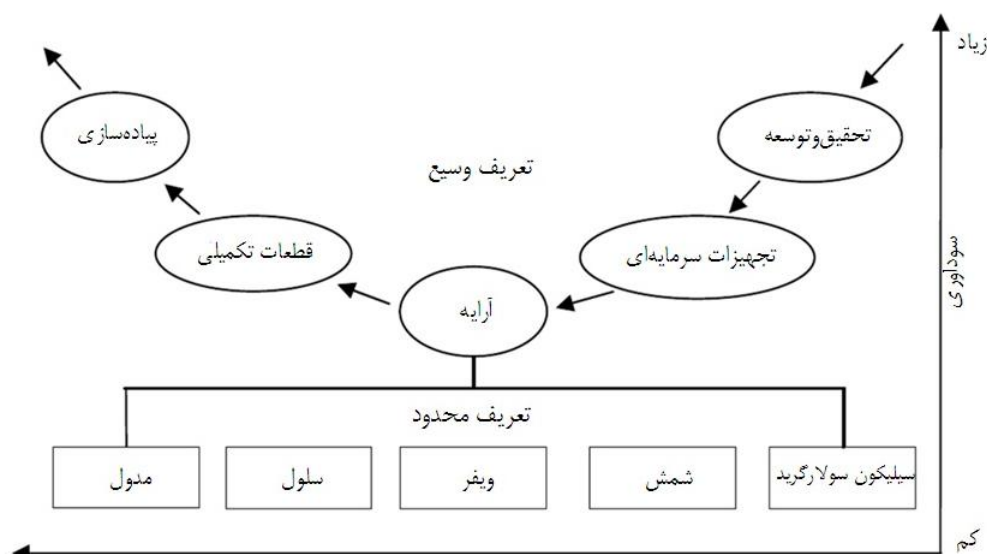 زیاد
تحقیق‌وتوسعه
پیاده‌سازی
تعریف وسیع
تجهیزات سرمایه‌ای
قطعات تکمیلی
سودآوری
آرایه
تعریف محدود
سیلیکون سولارگرید
شمش
ویفر
سلول
مدول
کم